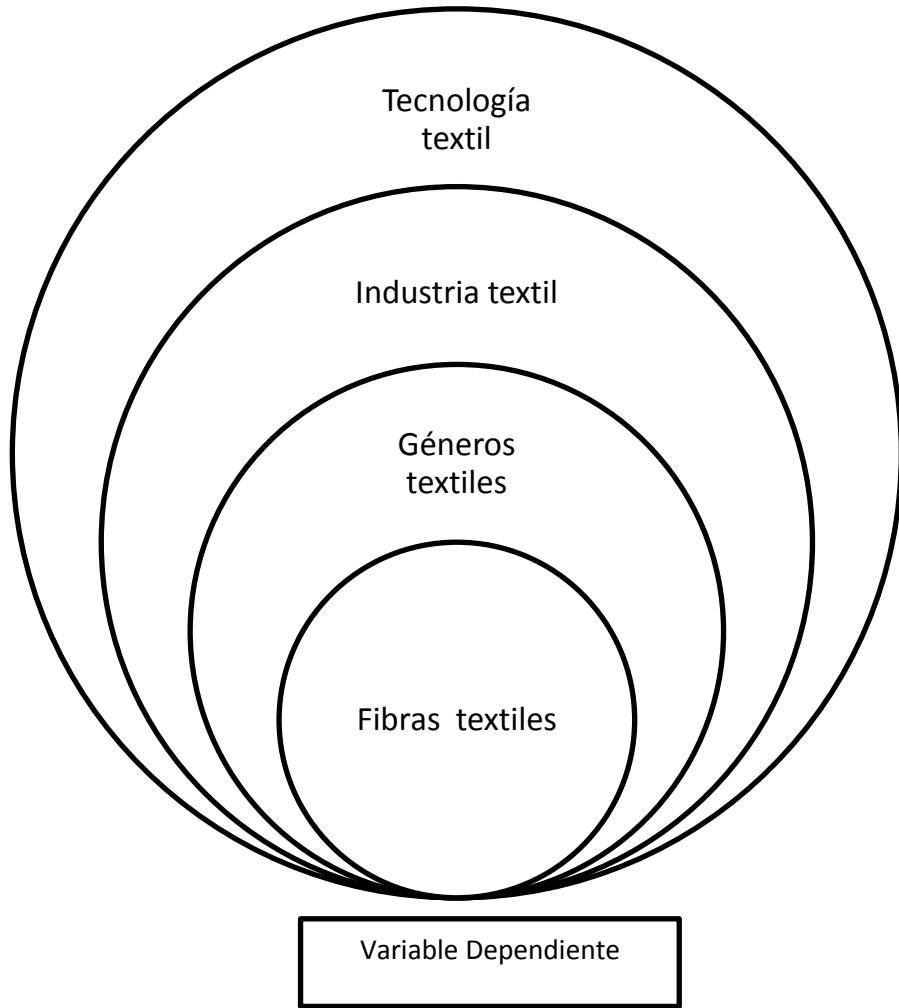 Tecnología
textil
Industria textil
Géneros
textiles
Fibras textiles
Variable Dependiente